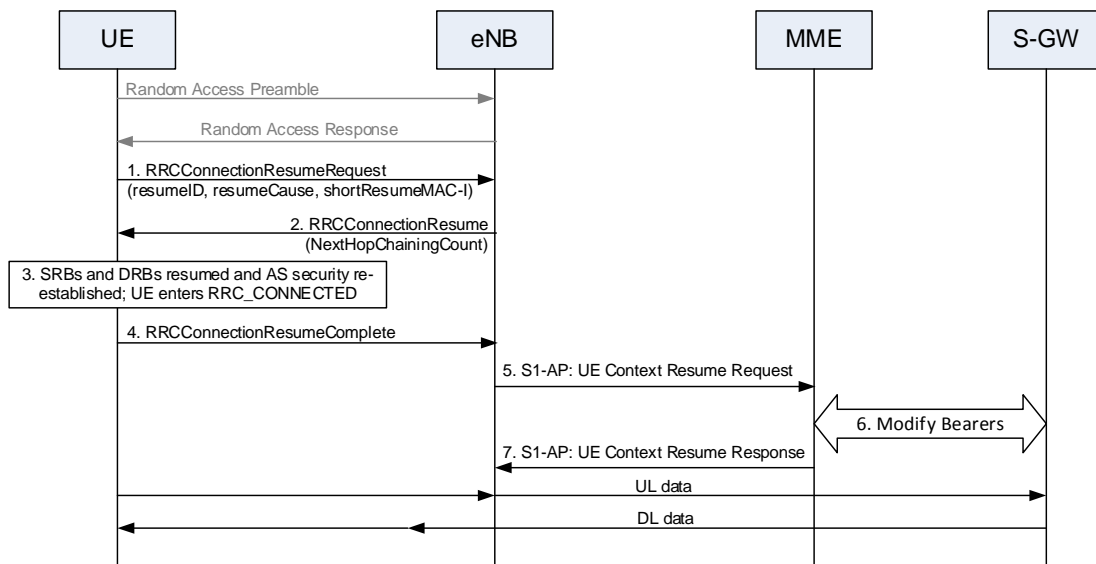 UE
eNB
MME
S-GW
Random Access Preamble
Random Access Response
1. RRCConnectionResumeRequest
(resumeID, resumeCause, shortResumeMAC-I)
2. RRCConnectionResume
(NextHopChainingCount)
3. SRBs and DRBs resumed and AS security re-
established; UE enters RRC_CONNECTED
4. RRCConnectionResumeComplete
5. S1-AP: UE Context Resume Request
6. Modify Bearers
7. S1-AP: UE Context Resume Response
UL data
DL data